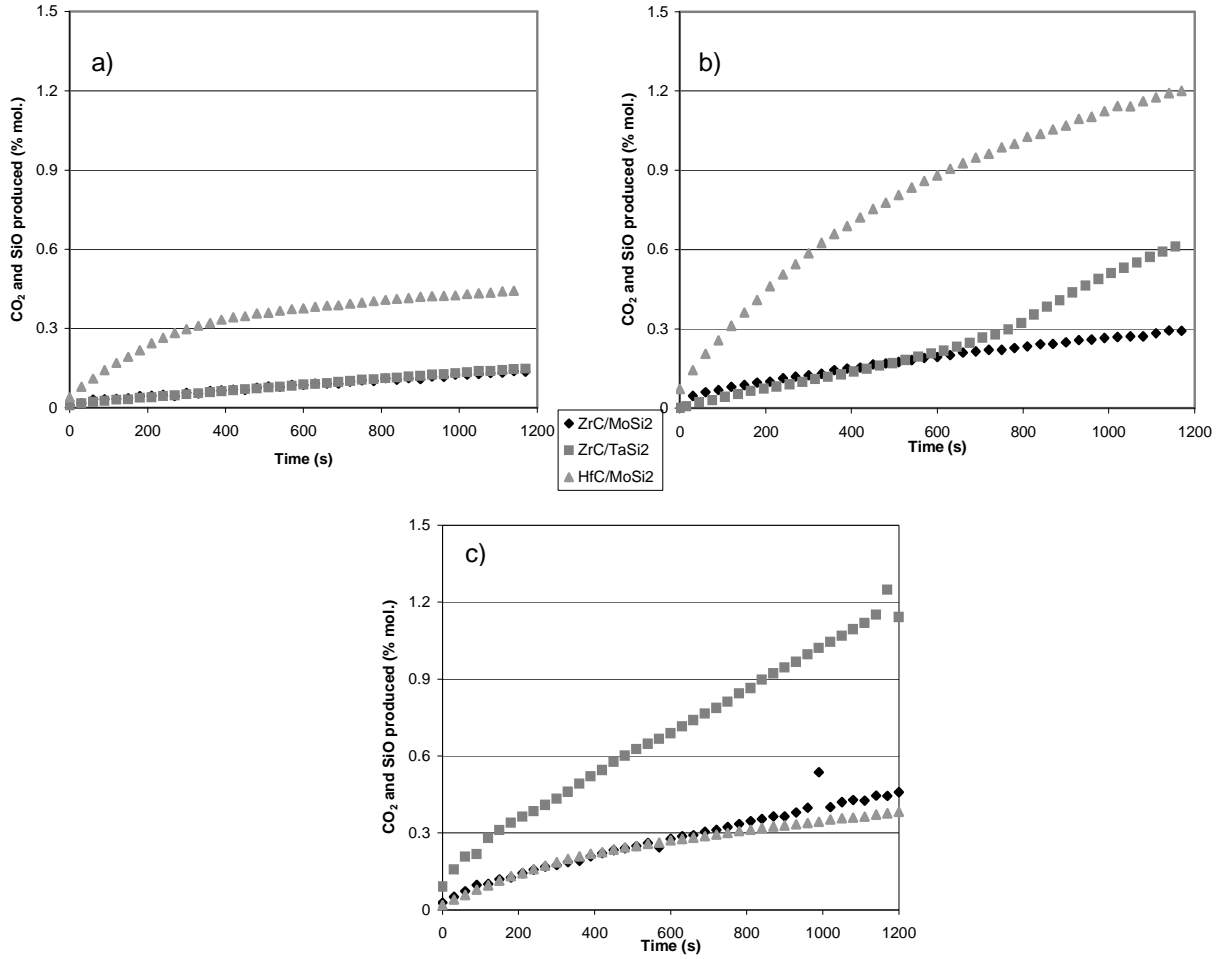 a)
CO₂ and SiO produced (% mol.)
1.5
1.2
0.9
0.6
0.3
0
0 200 400 600 800 1000 1200
Time (s)
b)
CO₂ and SiO produced (% mol.)
1.5
1.2
0.9
0.6
0.3
0
0 200 400 600 800 1000 1200
Time (s)
ZrC/MoSi2
ZrC/TaSi2
HfC/MoSi2
c)
CO₂ and SiO produced (% mol.)
1.5
1.2
0.9
0.6
0.3
0
0 200 400 600 800 1000 1200
Time (s)